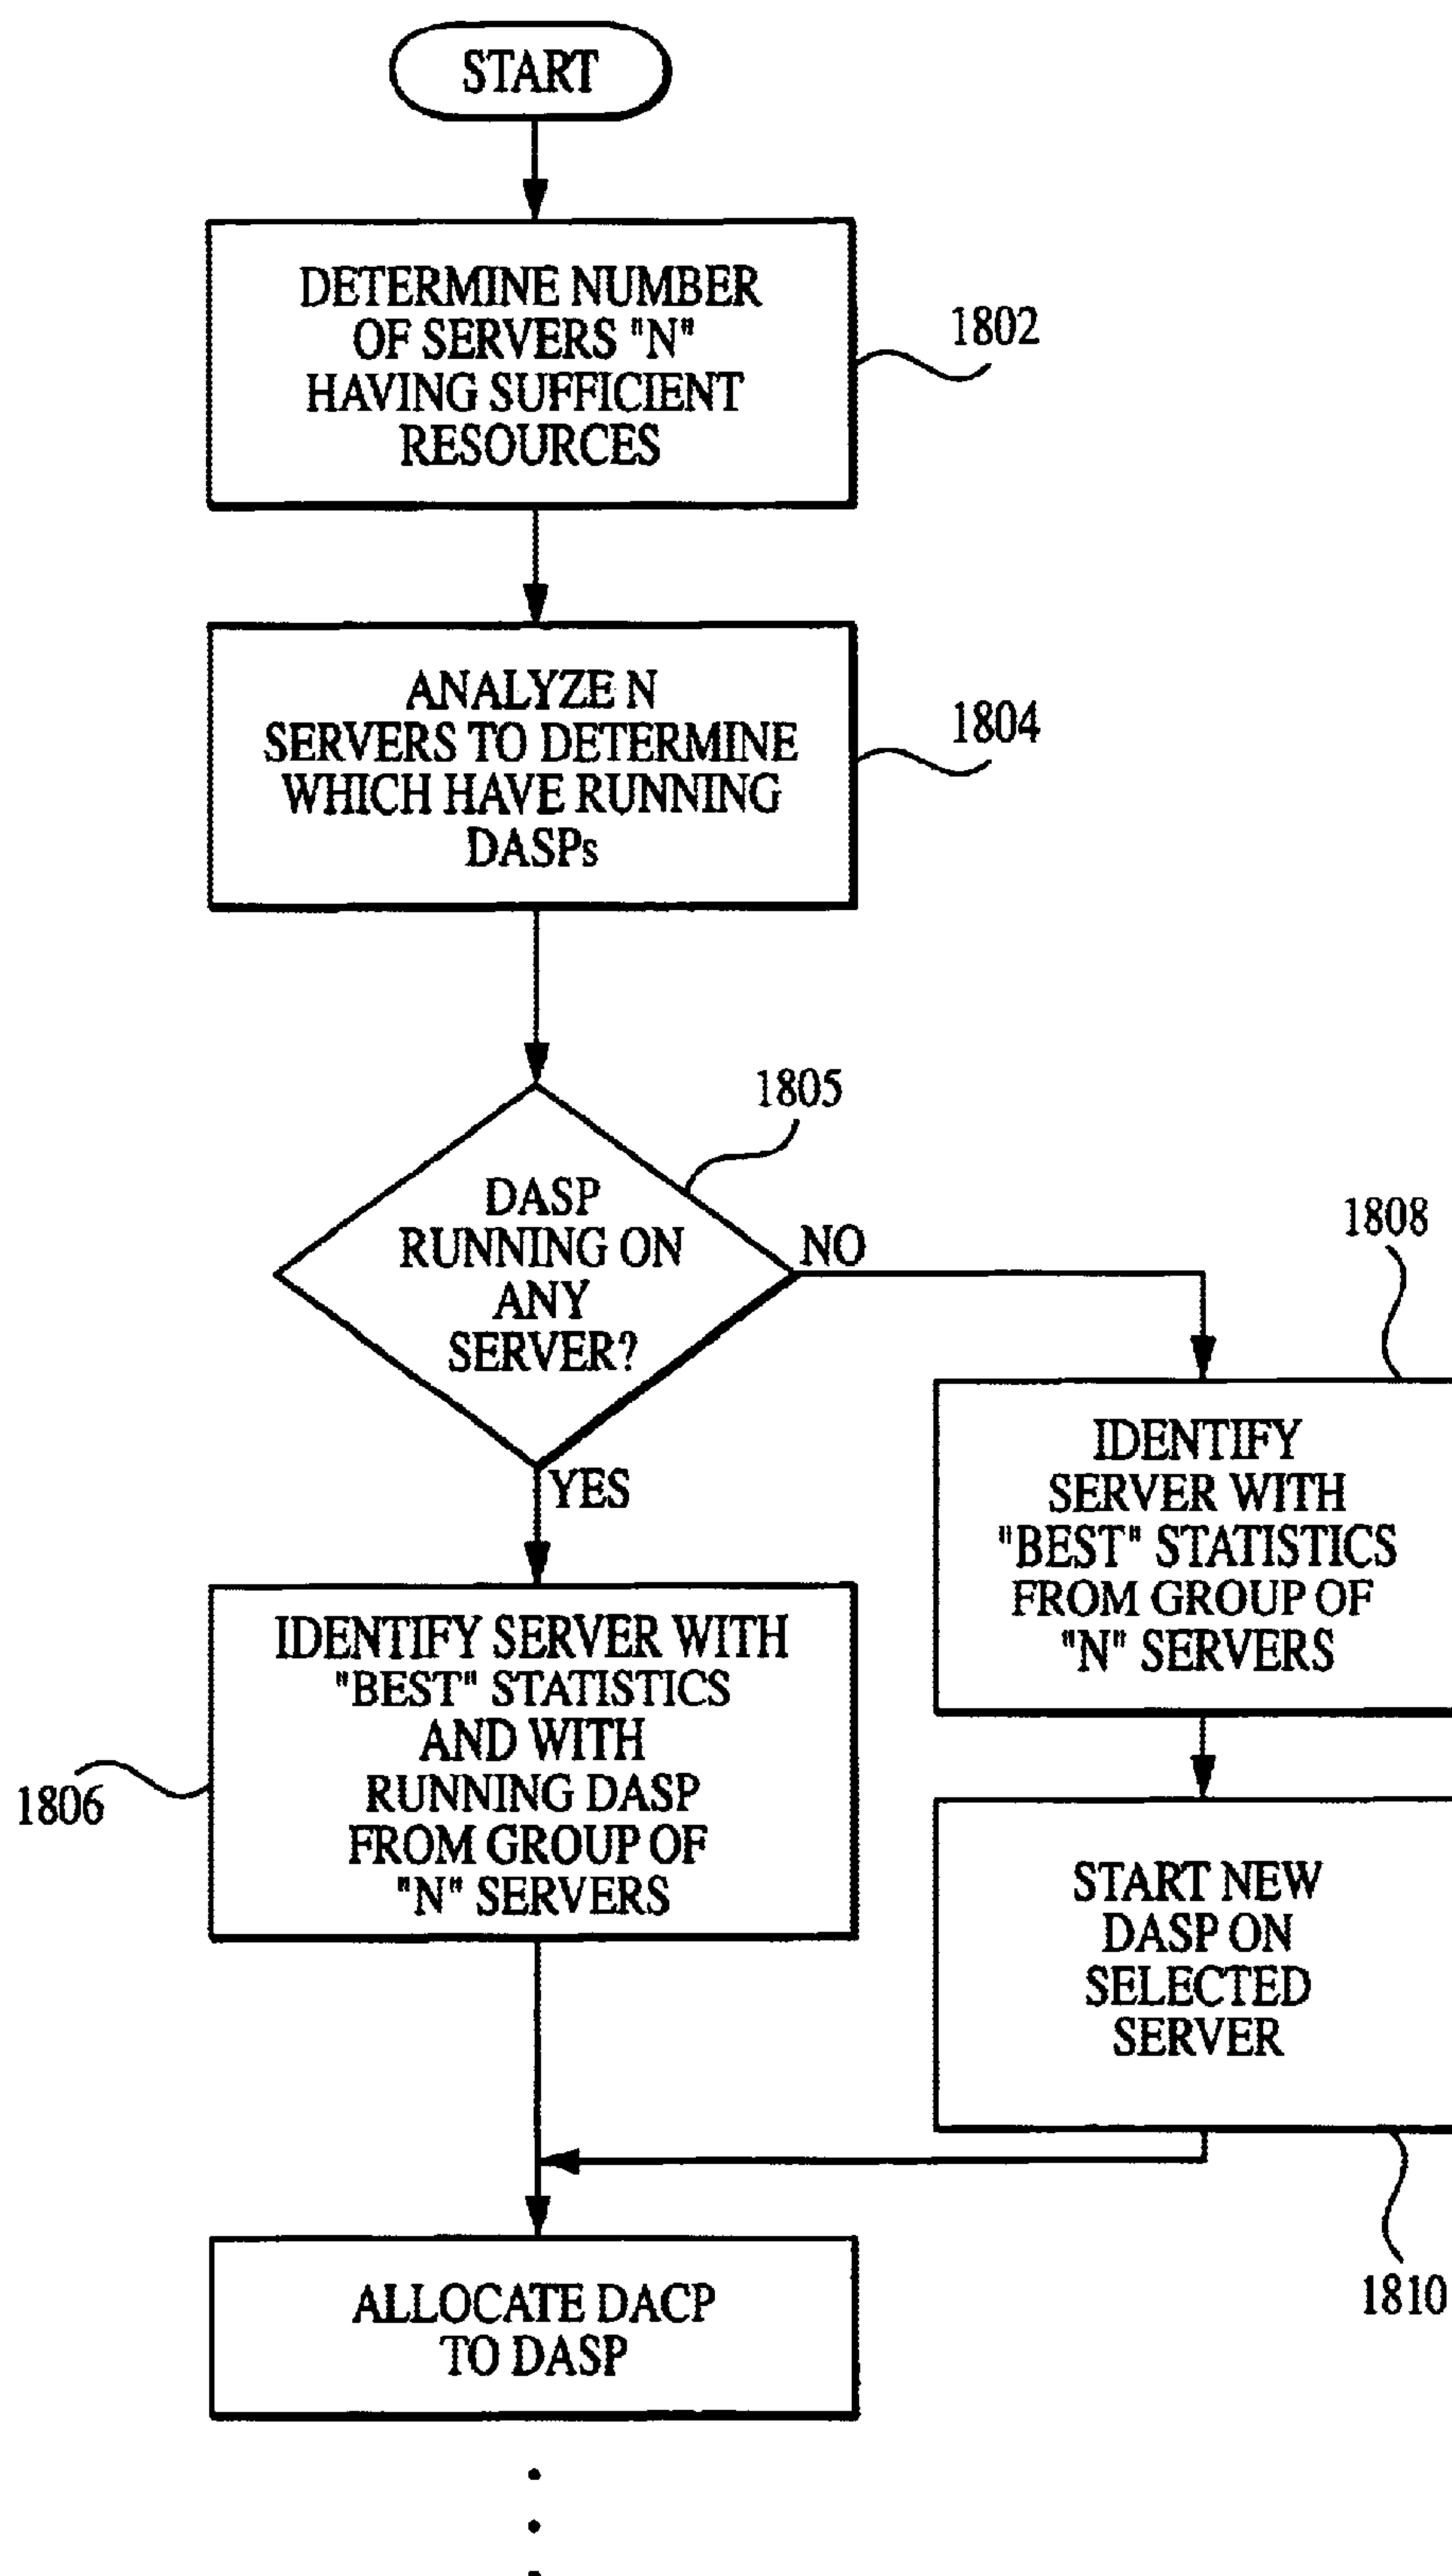 START
DETERMINE NUMBER
OF SERVERS "N"
HAVING SUFFICIENT
RESOURCES
1802
ANALYZE N
SERVERS TO DETERMINE
WHICH HAVE RUNNING
DASPs
1804
1805
DASP
RUNNING ON
ANY
SERVER?
NO
YES
1808
IDENTIFY
SERVER WITH
"BEST" STATISTICS
FROM GROUP OF
"N" SERVERS
IDENTIFY SERVER WITH
"BEST" STATISTICS
AND WITH
RUNNING DASP
FROM GROUP OF
"N" SERVERS
1806
START NEW
DASP ON
SELECTED
SERVER
1810
ALLOCATE DACP
TO DASP